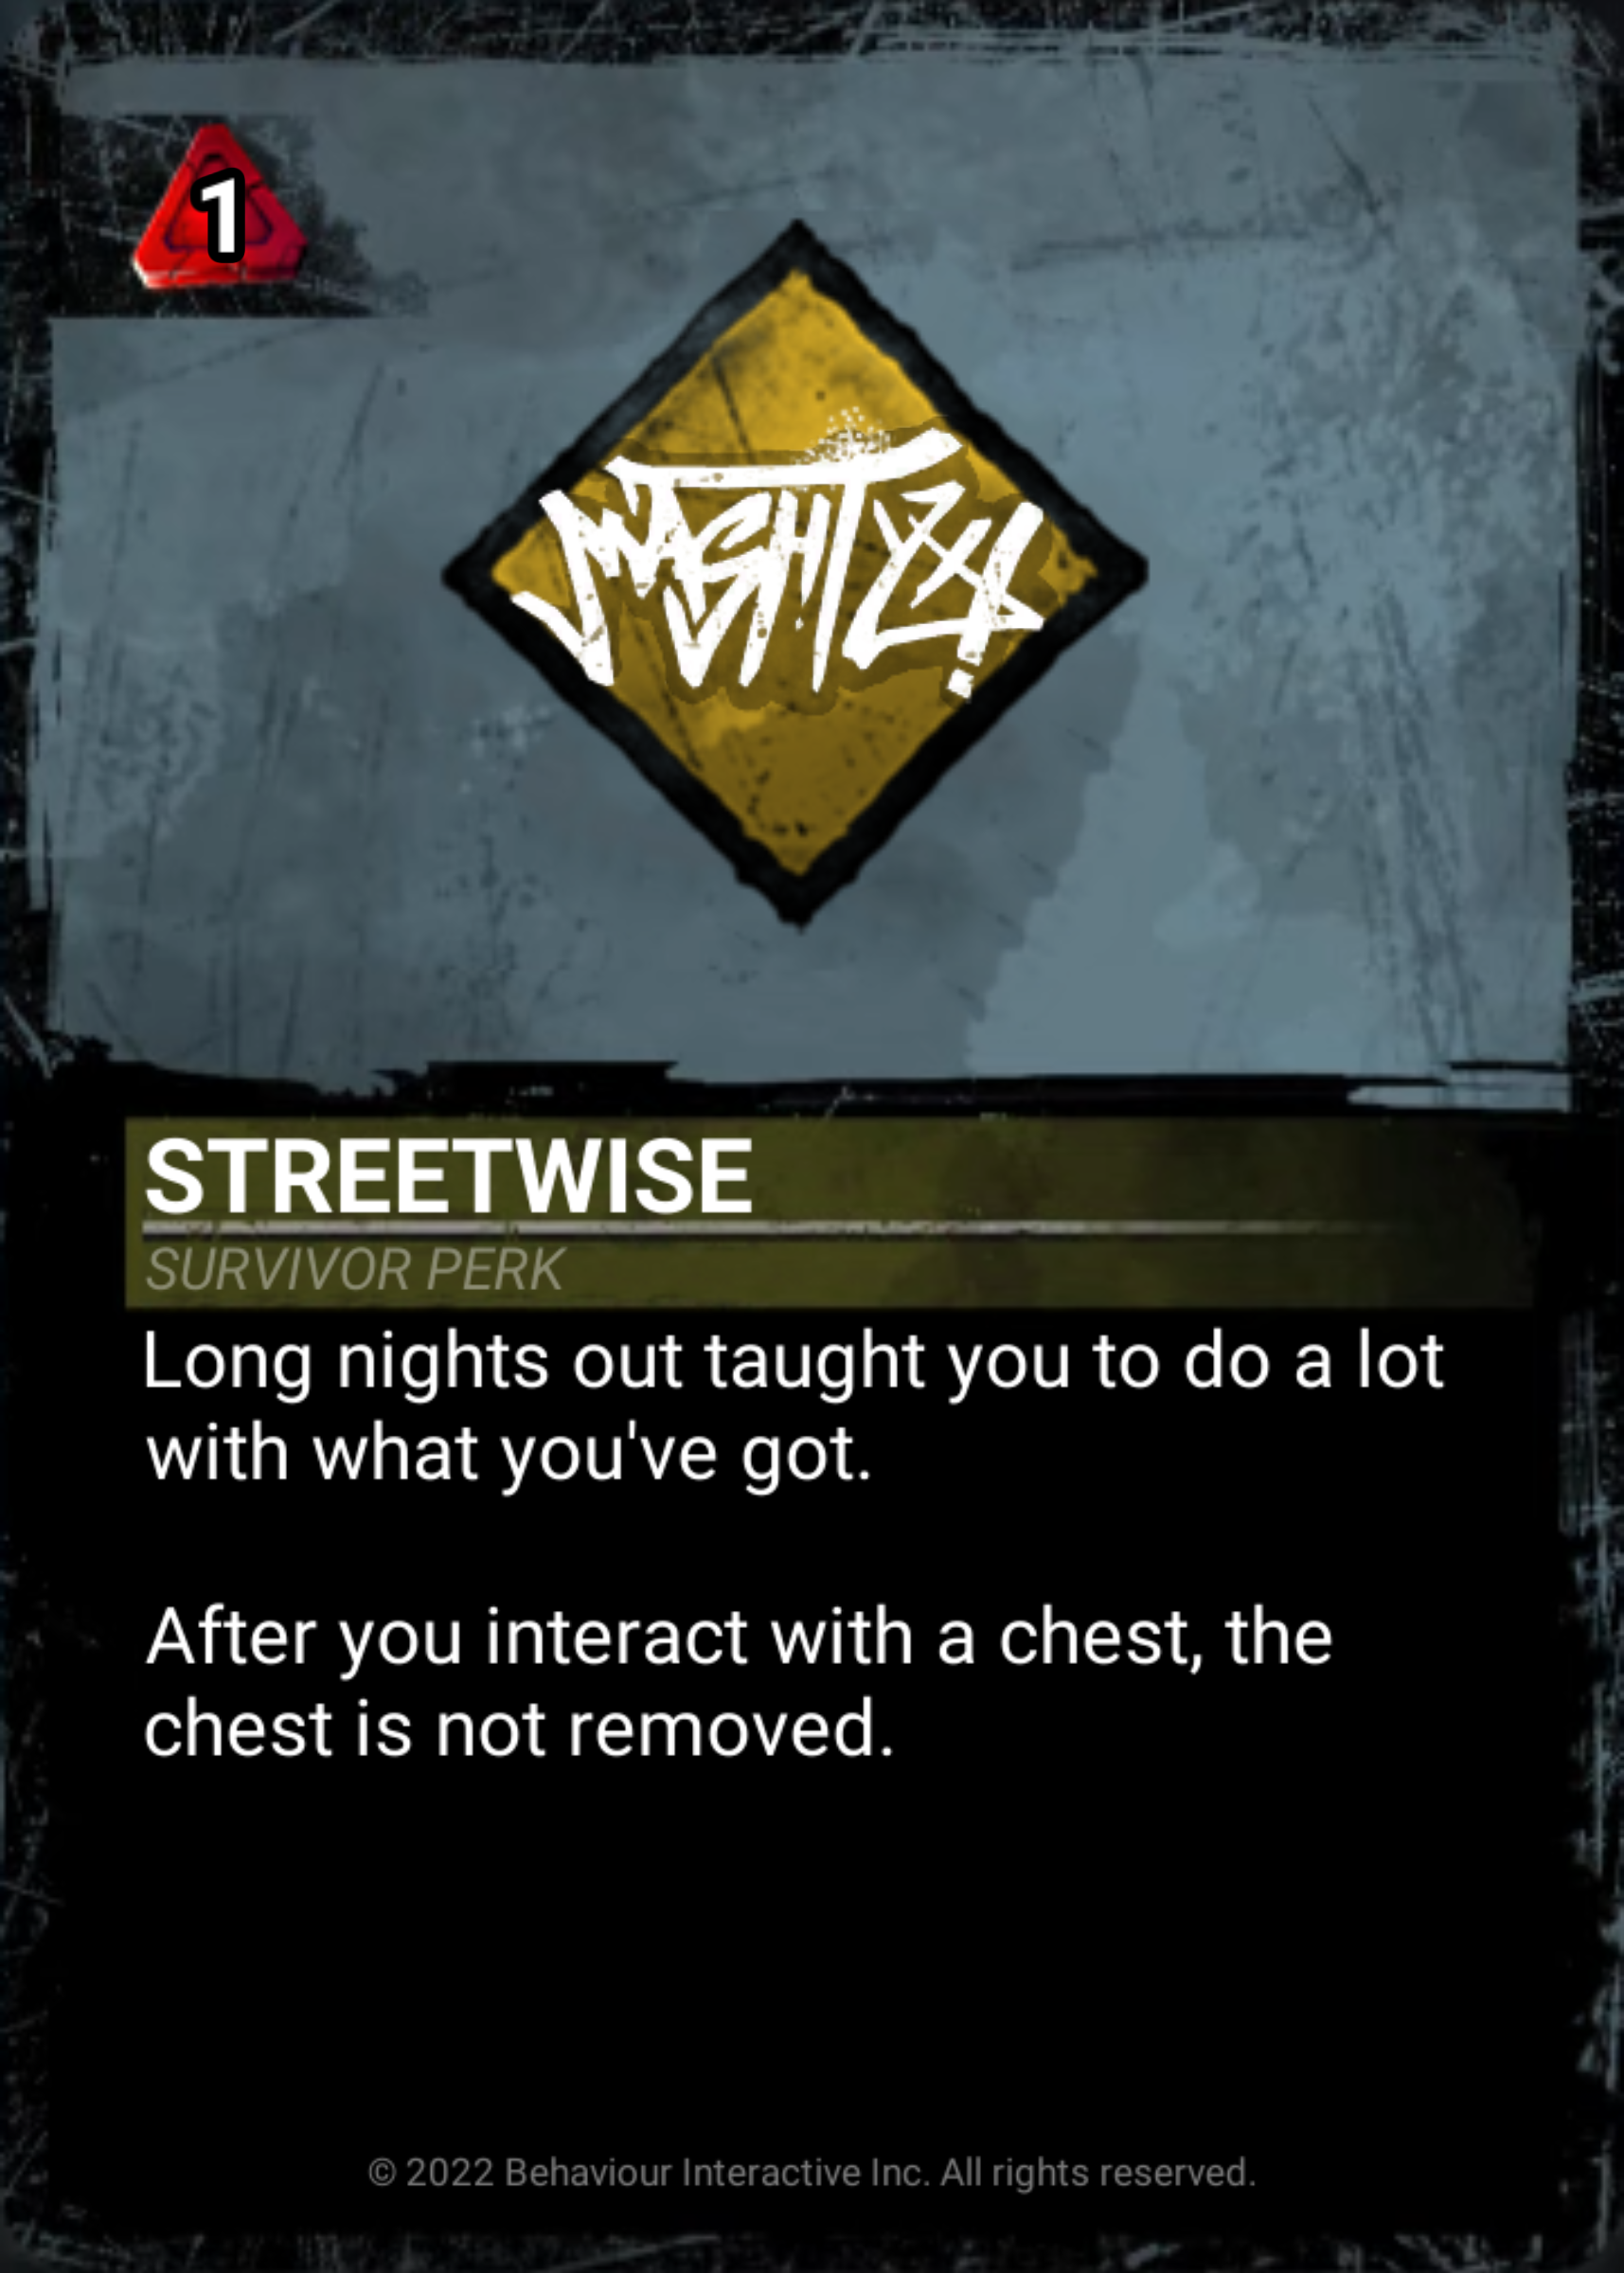 1
STREETWISE
SURVIVOR PERK
Long nights out taught you to do a lot
with what you've got.
After you interact with a chest, the
chest is not removed.
© 2022 Behaviour Interactive Inc. All rights reserved.